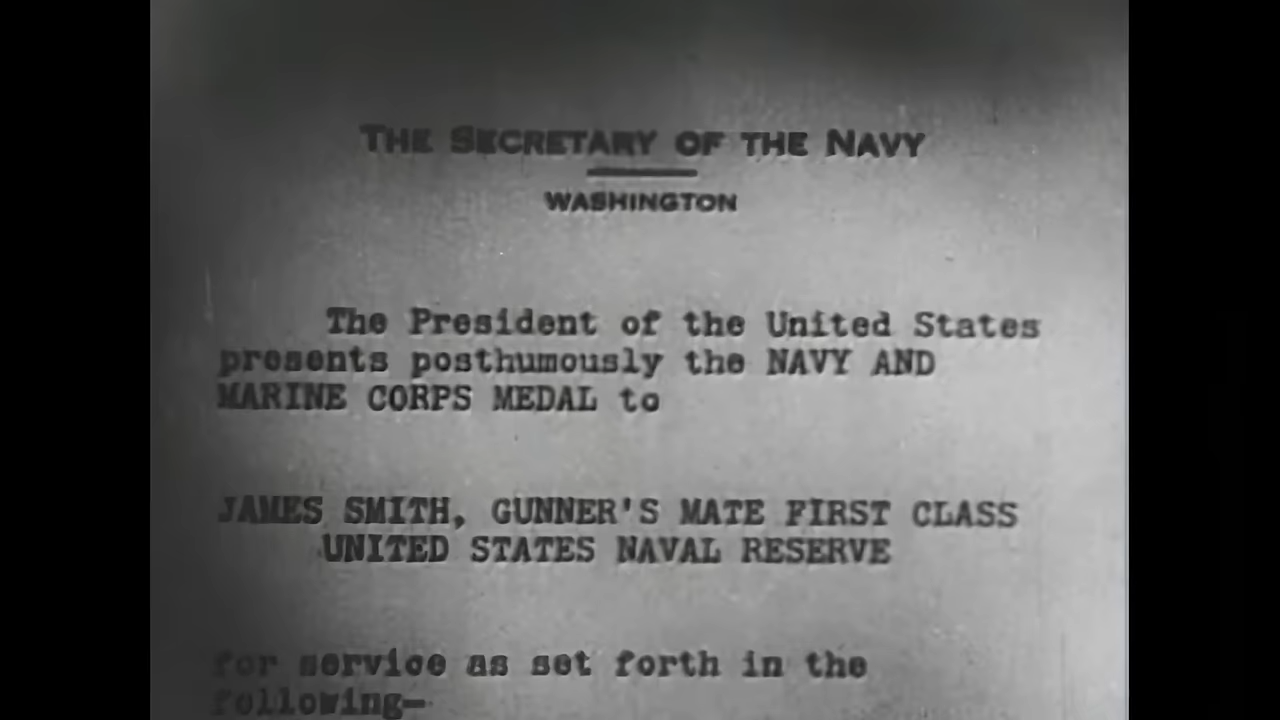 THE SECRETARY OF THE NAVY
WASHINGTON
The President of the United States
presents posthumously the NAVY AND
MARINE CORPS MEDAL to
JAMES SMITH, GUNNER'S MATE FIRST CLASS
UNITED STATES NAVAL RESERVE
for service as set forth in the
following—